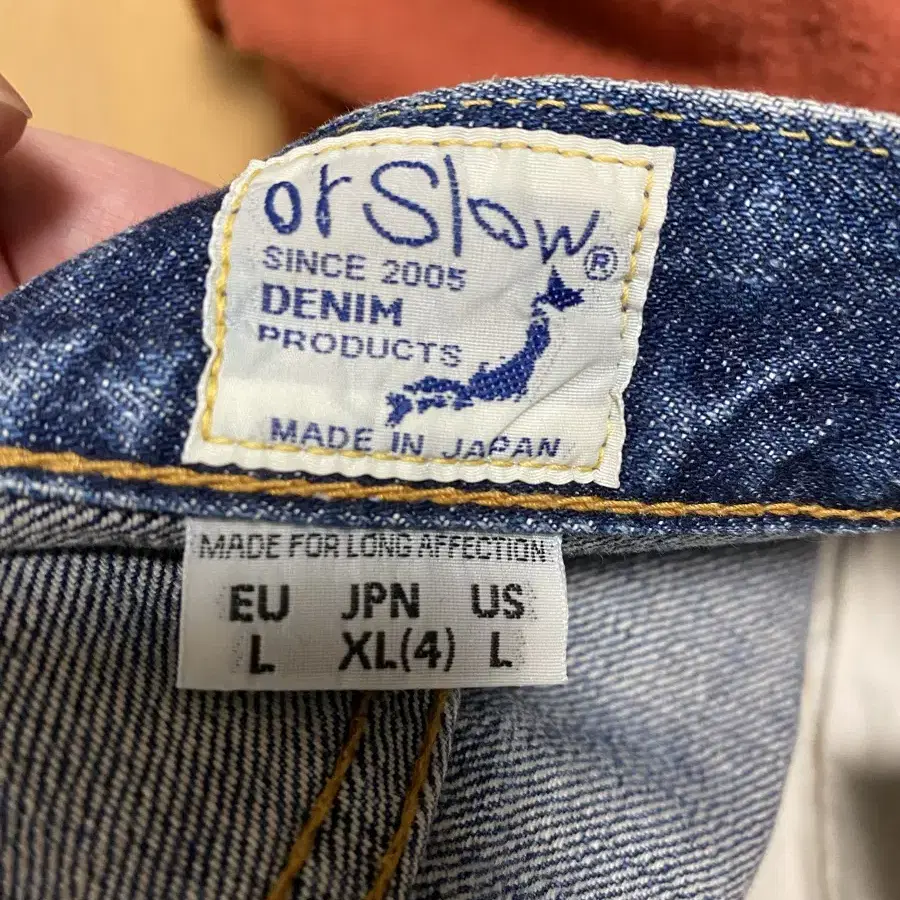 orSlow®
SINCE 2005
DENIM
PRODUCTS
MADE IN JAPAN
MADE FOR LONG AFFECTION
EU JPN US
L XL(4) L